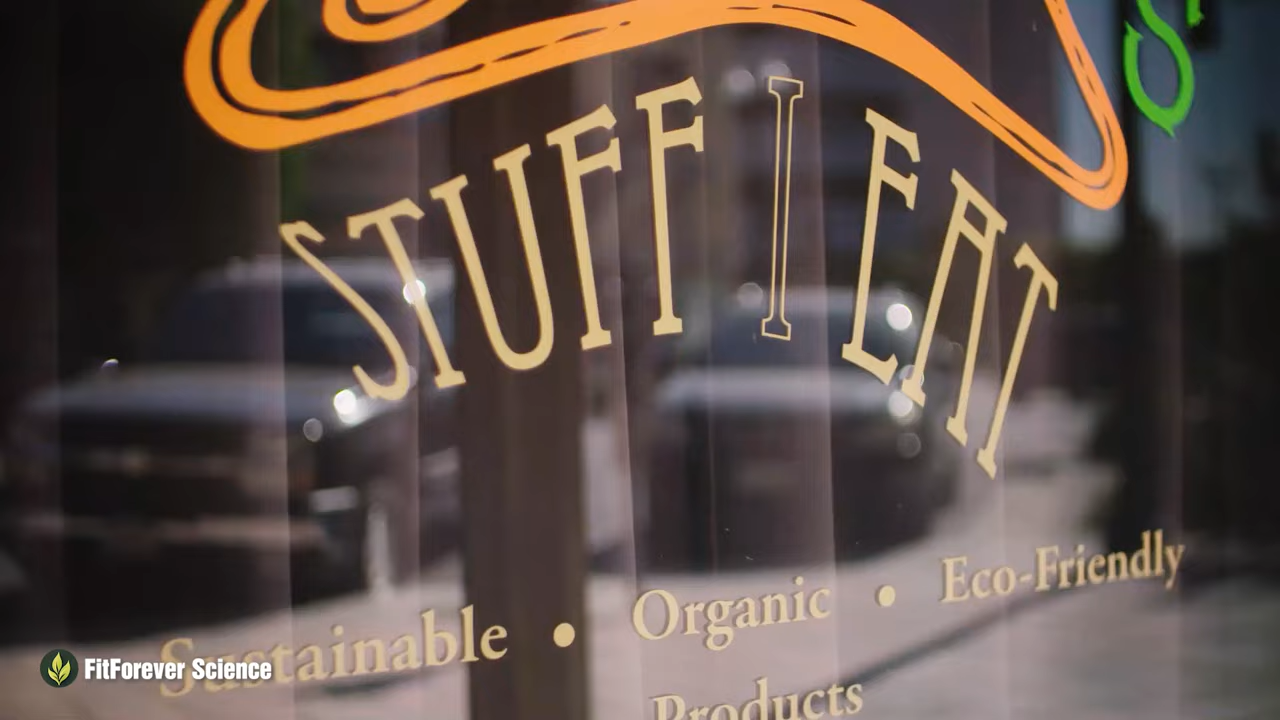 STUFF I EAT
Sustainable • Organic • Eco-Friendly
Products
FitForever Science